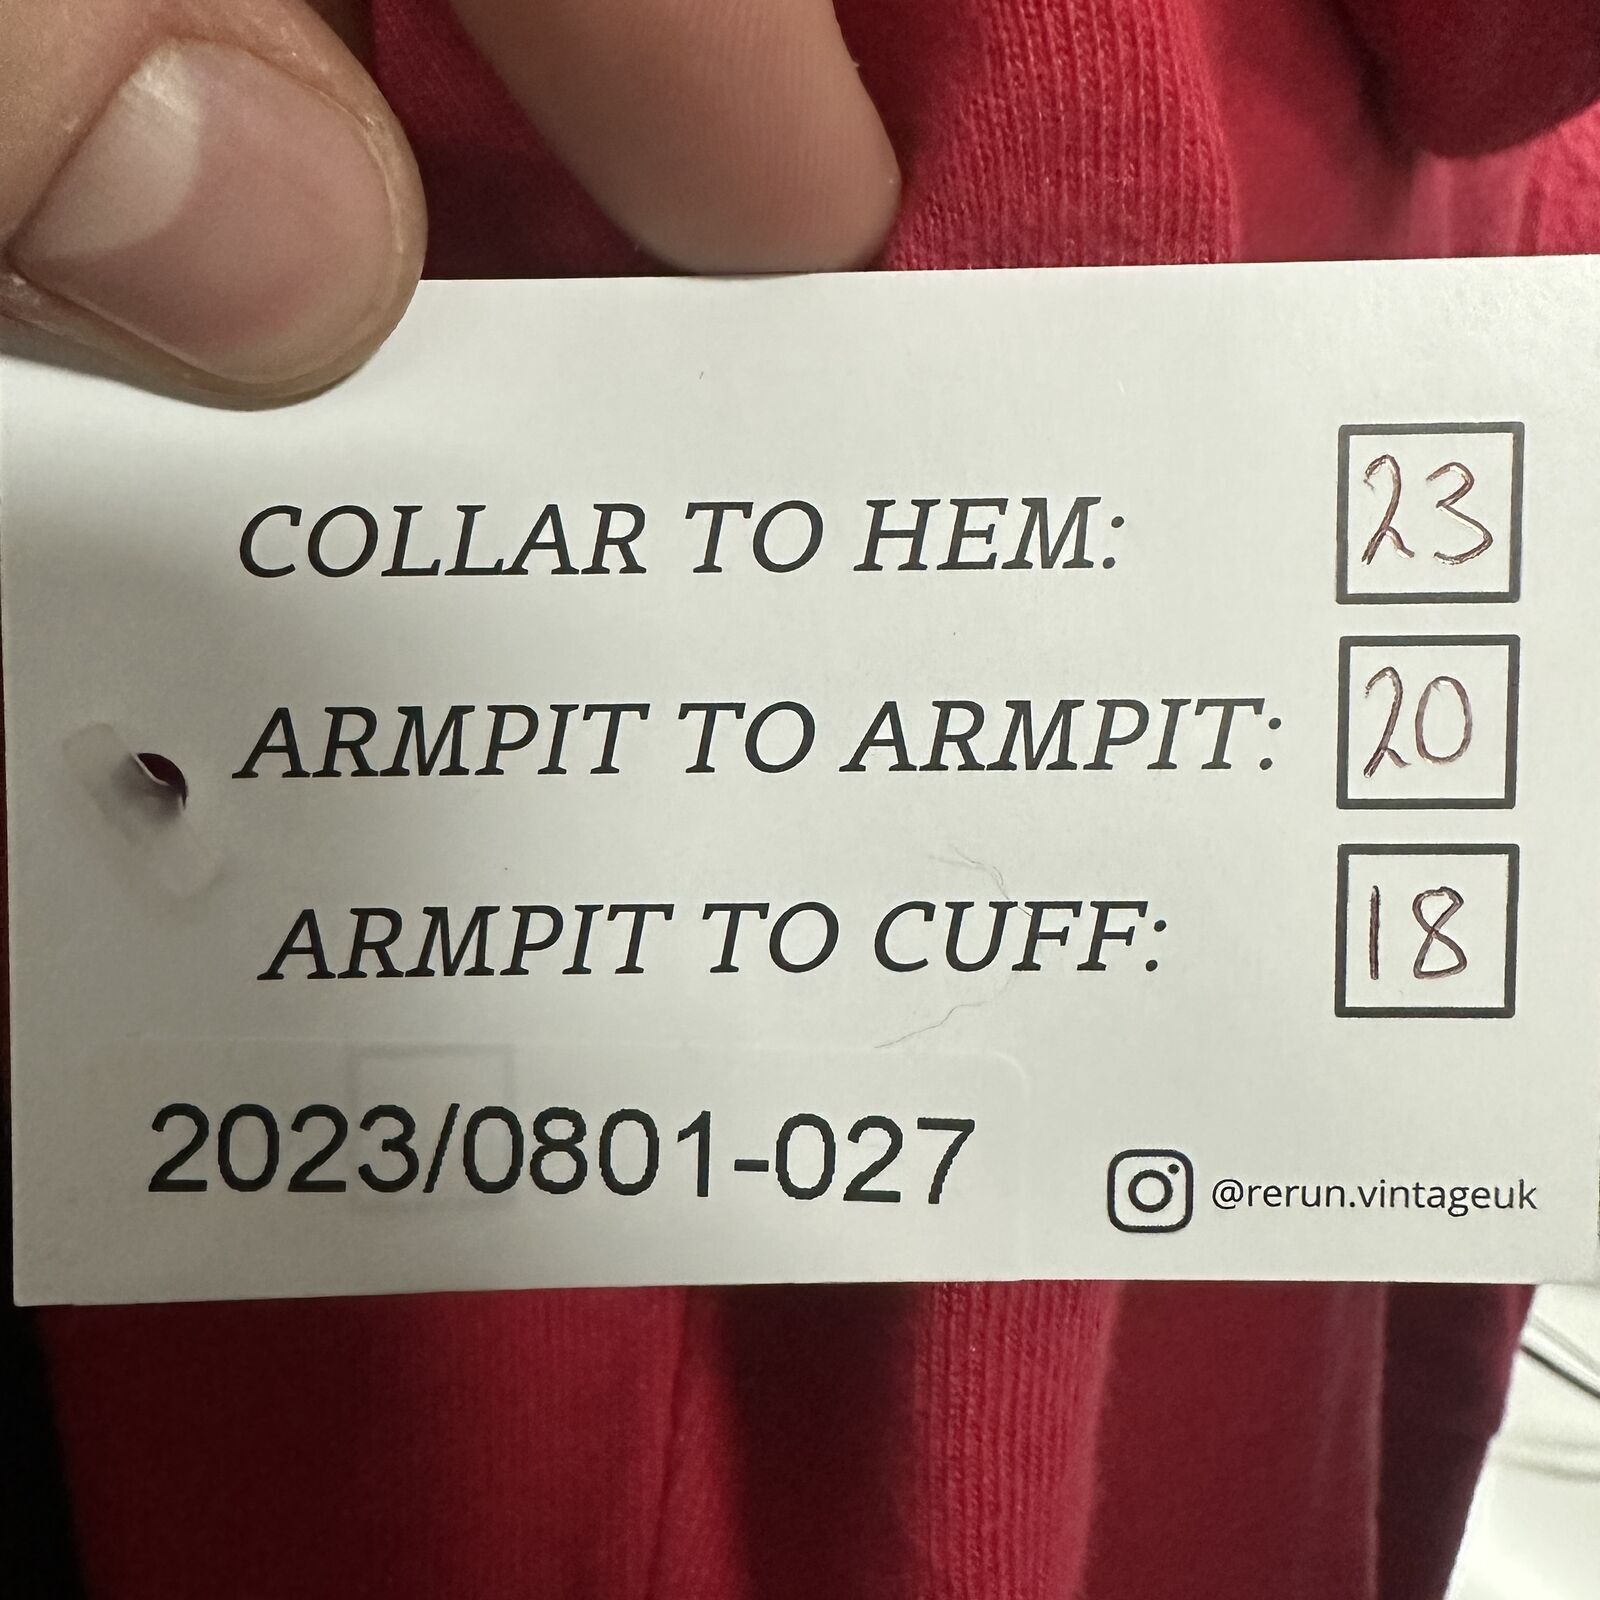 COLLAR TO HEM: 23
ARMPIT TO ARMPIT: 20
ARMPIT TO CUFF: 18
2023/0801-027
@rerun.vintageuk